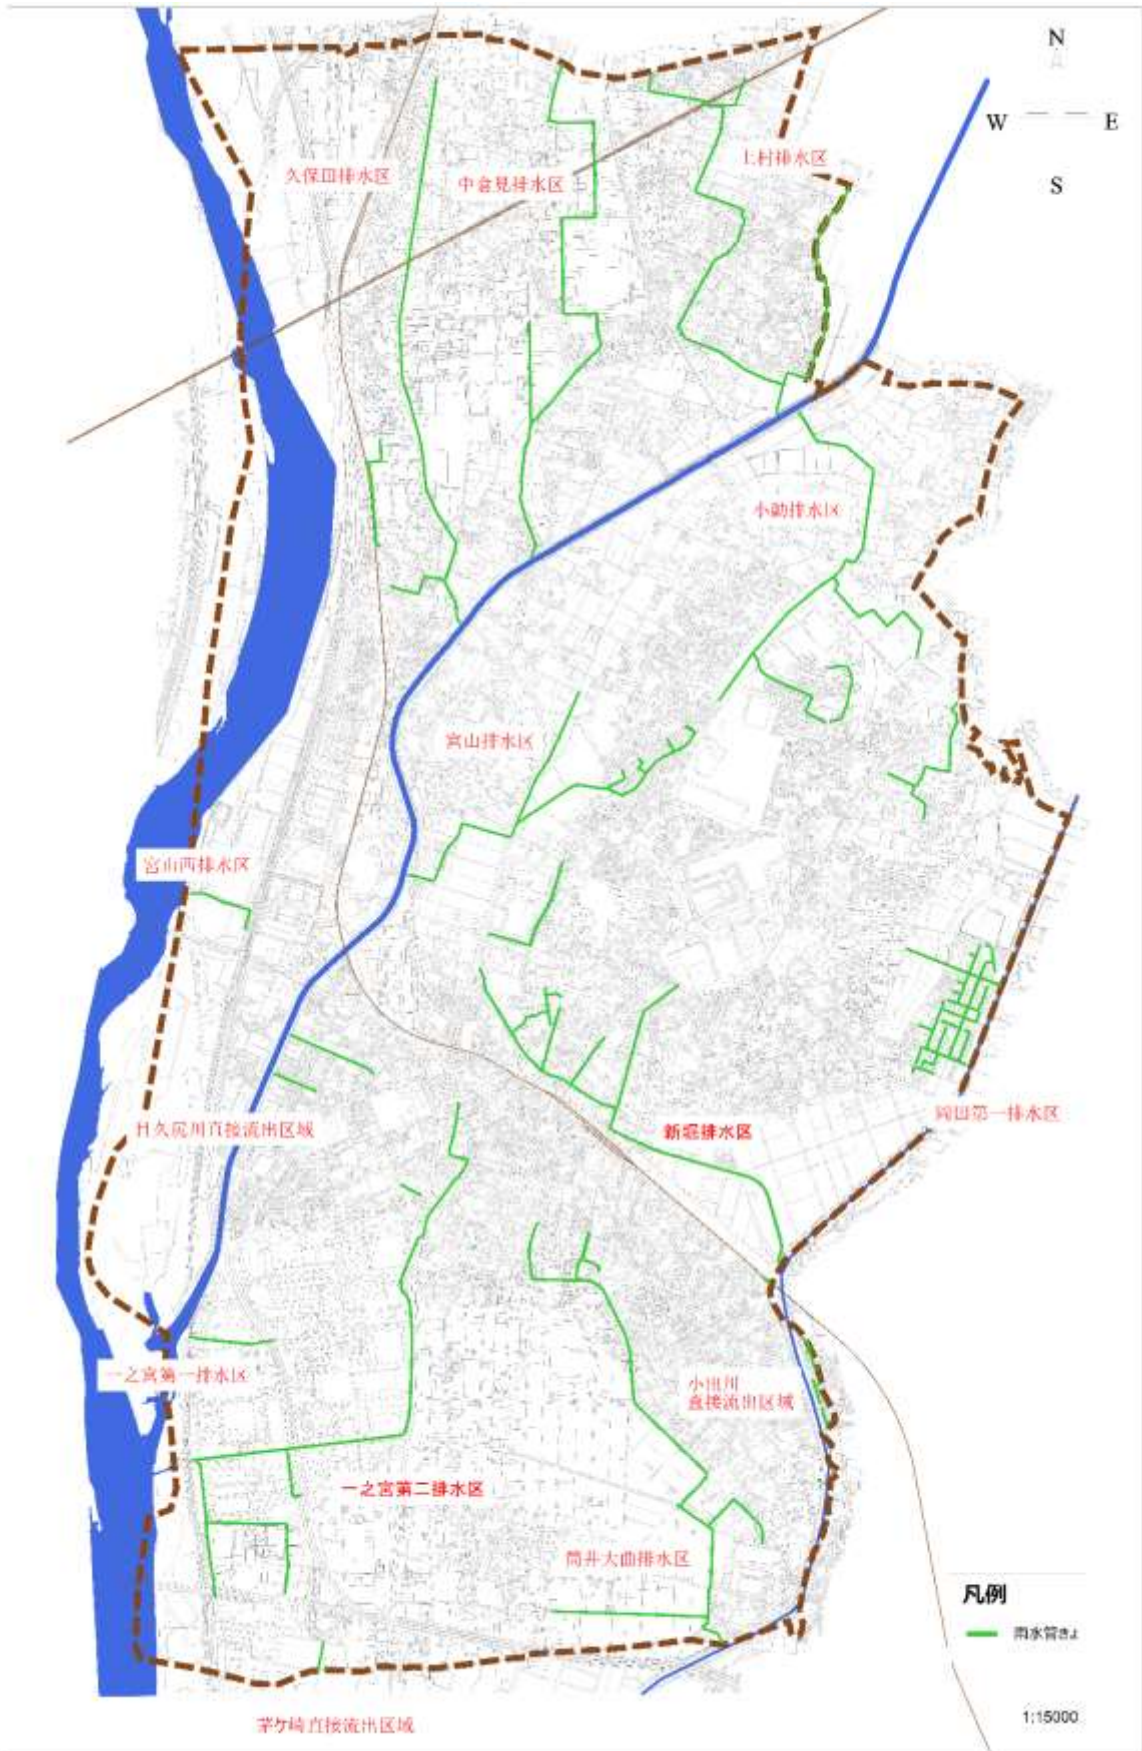 N
W
E
S
久保田排水区
中倉見排水区
上村排水区
小動排水区
宮山排水区
宮山西排水区
目久尻川直接流出区域
新堀排水区
岡田第一排水区
一之宮第一排水区
小出川
直接流出区域
一之宮第二排水区
筒井大曲排水区
凡例
雨水管きょ
1:15000
茅ケ崎直接流出区域